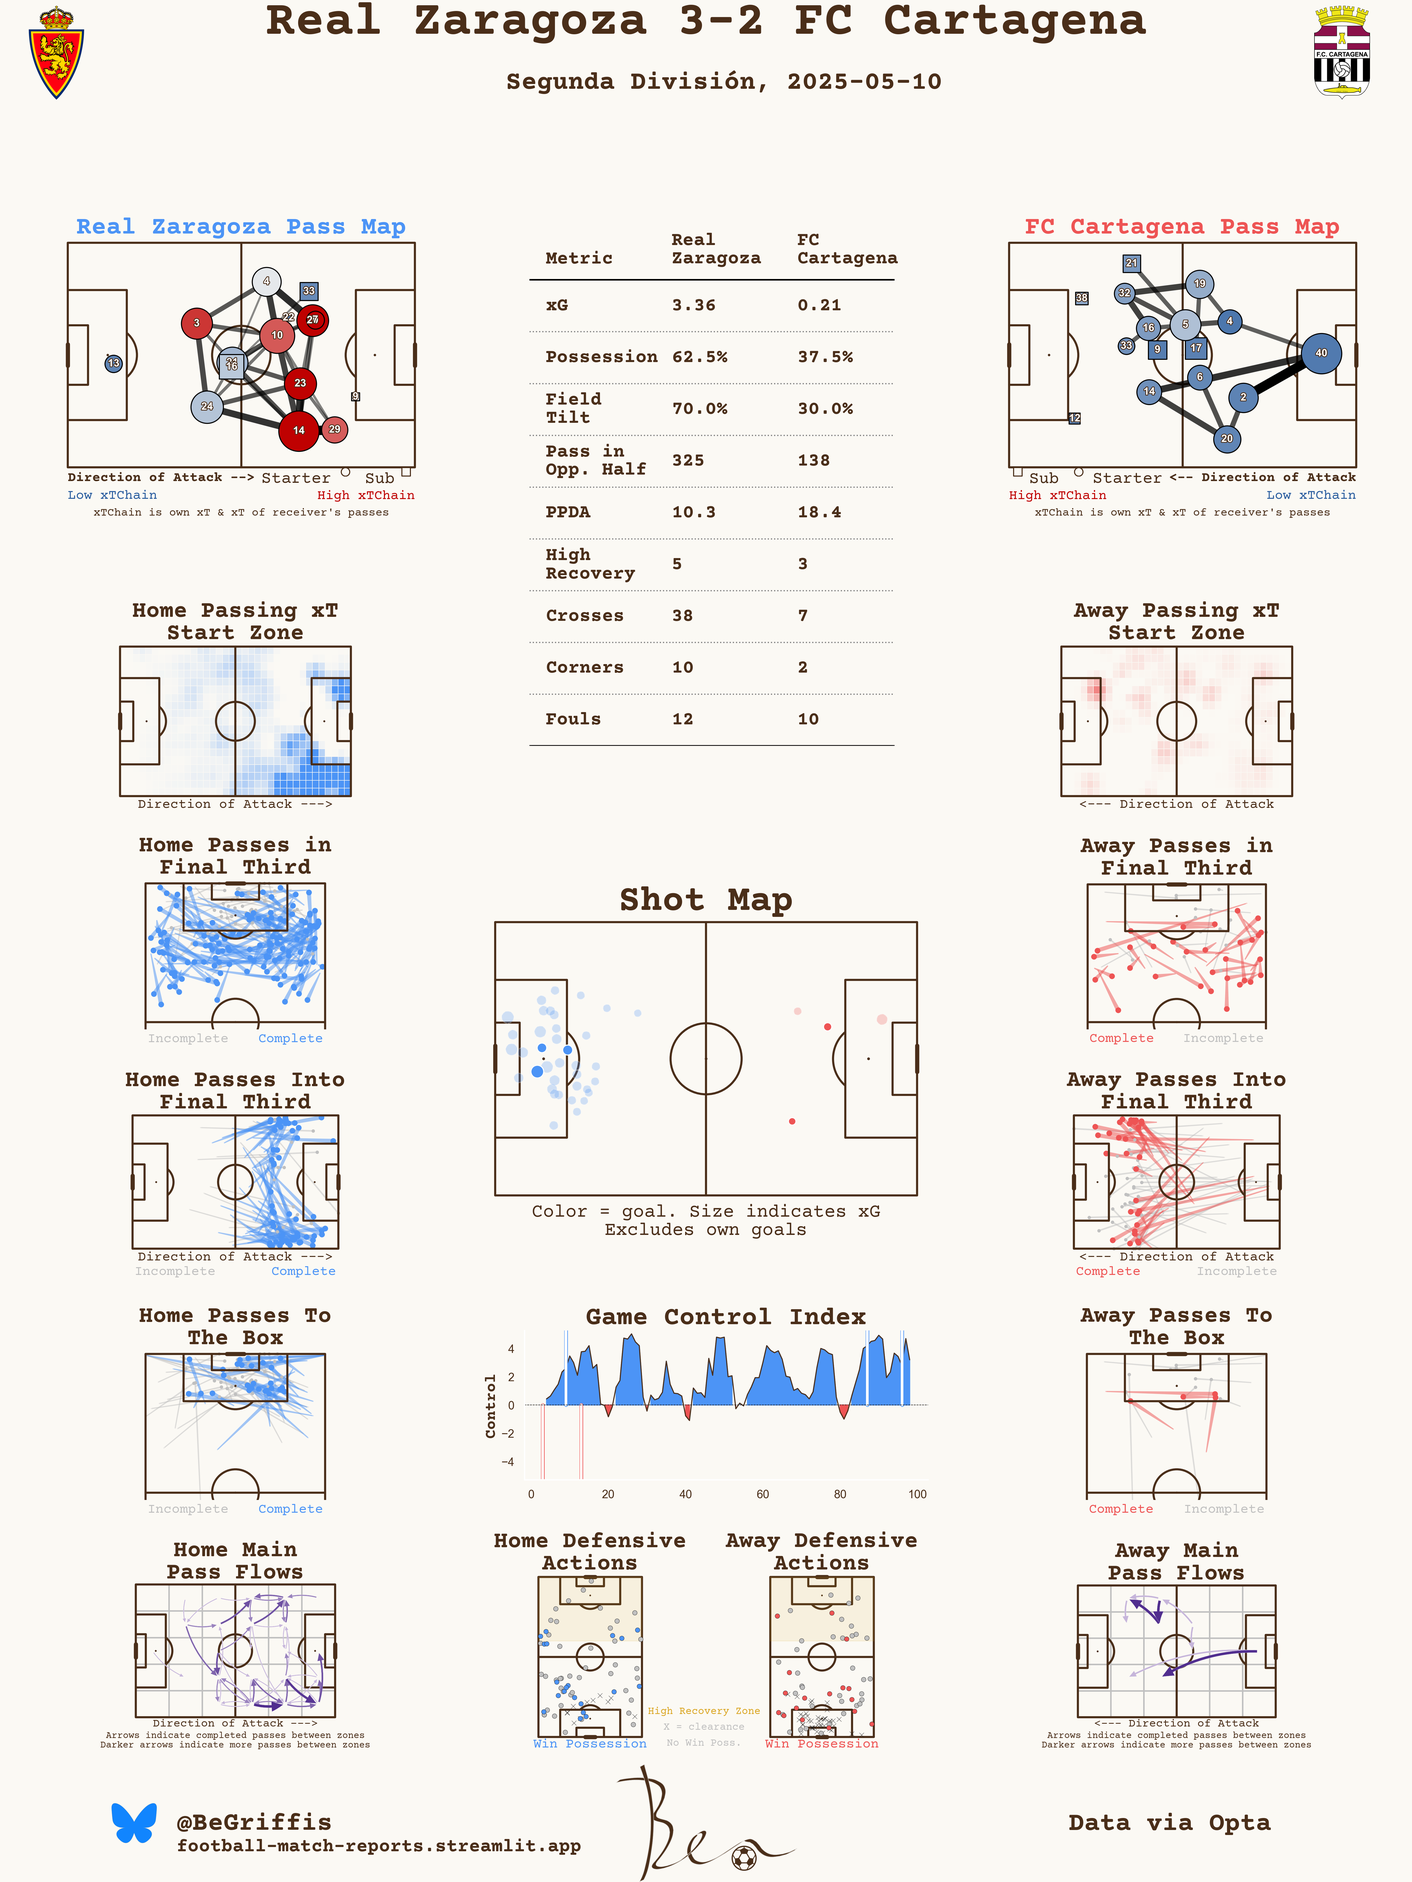 Real Zaragoza 3-2 FC Cartagena
Segunda División, 2025-05-10
F.C. CARTAGENA
Real Zaragoza Pass Map
4
33
3
22
27
10
13
16
23
9
24
14
29
Direction of Attack --> Starter Sub
Low xTChain High xTChain
xTChain is own xT & xT of receiver's passes
Metric Real Zaragoza FC Cartagena
xG 3.36 0.21
Possession 62.5% 37.5%
Field Tilt 70.0% 30.0%
Pass in Opp. Half 325 138
PPDA 10.3 18.4
High Recovery 5 3
Crosses 38 7
Corners 10 2
Fouls 12 10
FC Cartagena Pass Map
21
19
32
38
16
5
4
33
9
17
40
6
14
2
12
20
Sub Starter <-- Direction of Attack
High xTChain Low xTChain
xTChain is own xT & xT of receiver's passes
Home Passing xT
Start Zone
Direction of Attack --->
Away Passing xT
Start Zone
<--- Direction of Attack
Home Passes in
Final Third
Incomplete Complete
Away Passes in
Final Third
Complete Incomplete
Shot Map
Color = goal. Size indicates xG
Excludes own goals
Home Passes Into
Final Third
Direction of Attack --->
Incomplete Complete
Away Passes Into
Final Third
<--- Direction of Attack
Complete Incomplete
Home Passes To
The Box
Incomplete Complete
Game Control Index
Control
4
2
0
−2
−4
0 20 40 60 80 100
Away Passes To
The Box
Complete Incomplete
Home Main
Pass Flows
Direction of Attack --->
Arrows indicate completed passes between zones
Darker arrows indicate more passes between zones
Home Defensive
Actions
Win Possession
High Recovery Zone
X = clearance
No Win Poss.
Away Defensive
Actions
Win Possession
Away Main
Pass Flows
<--- Direction of Attack
Arrows indicate completed passes between zones
Darker arrows indicate more passes between zones
@BeGriffis
football-match-reports.streamlit.app
Ben
Data via Opta